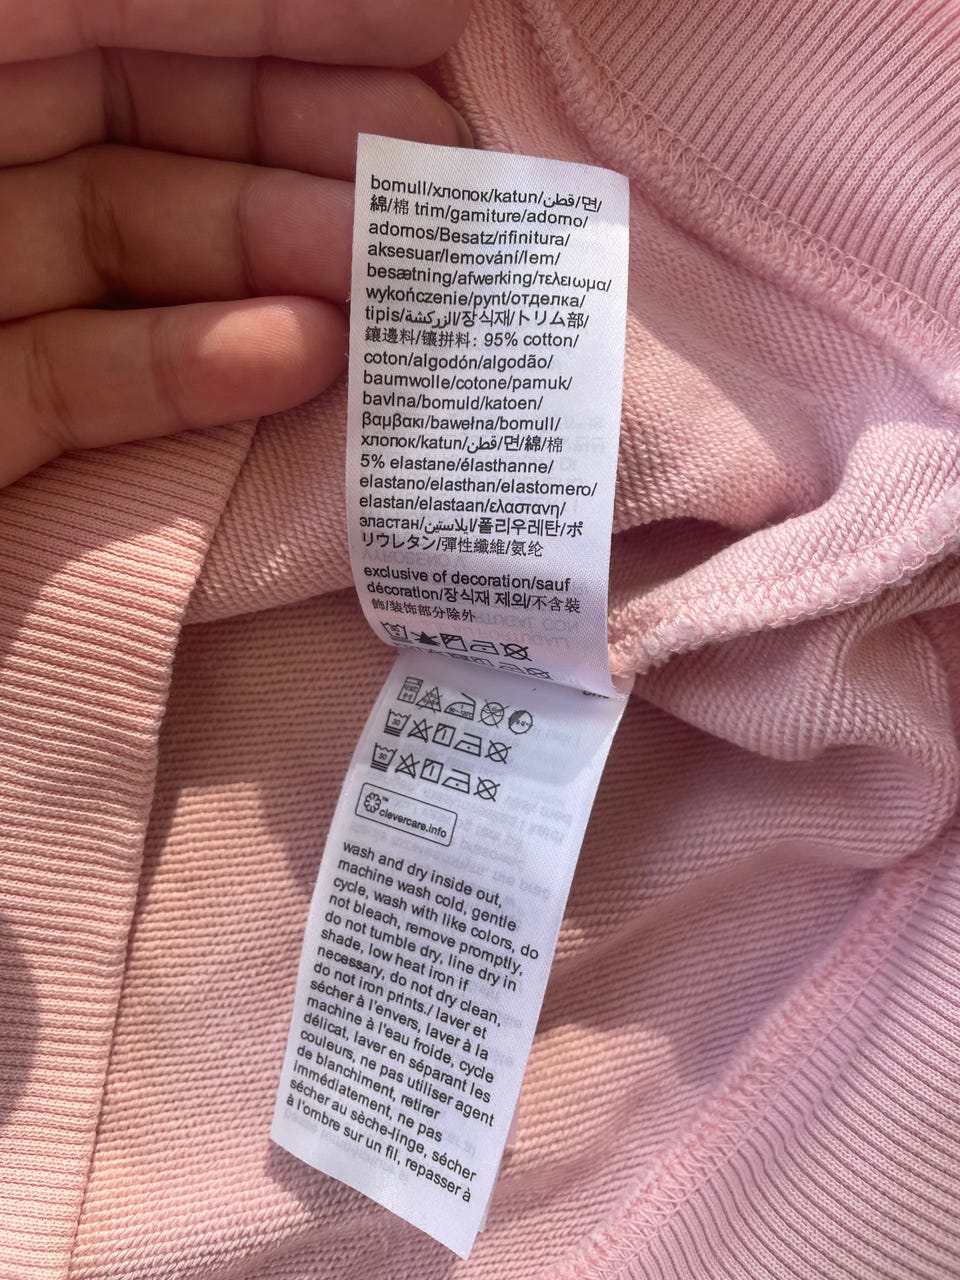 bomull/хлопок/katun/قطن/면/
綿/棉 trim/garniture/adorno/
adornos/Besatz/rifinitura/
aksesuar/lemování/lem/
besætning/afwerking/τελειωμα/
wykończenie/pynt/отделка/
tipis/الزركشة/장식재/トリム部/
鑲邊料/镶拼料: 95% cotton/
coton/algodón/algodão/
baumwolle/cotone/pamuk/
bavlna/bomuld/katoen/
βαμβακι/bawełna/bomull/
хлопок/katun/قطن/면/綿/棉
5% elastane/élasthanne/
elastano/elasthan/elastomero/
elastan/elastaan/ελαστανη/
эластан/ايلاستين/폴리우레탄/ポ
リウレタン/彈性纖維/氨纶
exclusive of decoration/sauf
décoration/장식재 제외/不含裝
飾/装饰部分除外
clevercare.info
wash and dry inside out,
machine wash cold, gentle
cycle, wash with like colors, do
not bleach, remove promptly,
do not tumble dry, line dry in
shade, low heat iron if
necessary, do not dry clean,
do not iron prints./ laver et
sécher à l'envers, laver à la
machine à l'eau froide, cycle
délicat, laver en séparant les
couleurs, ne pas utiliser agent
de blanchiment, retirer
immédiatement, ne pas
sécher au sèche-linge, sécher
à l'ombre sur un fil, repasser à